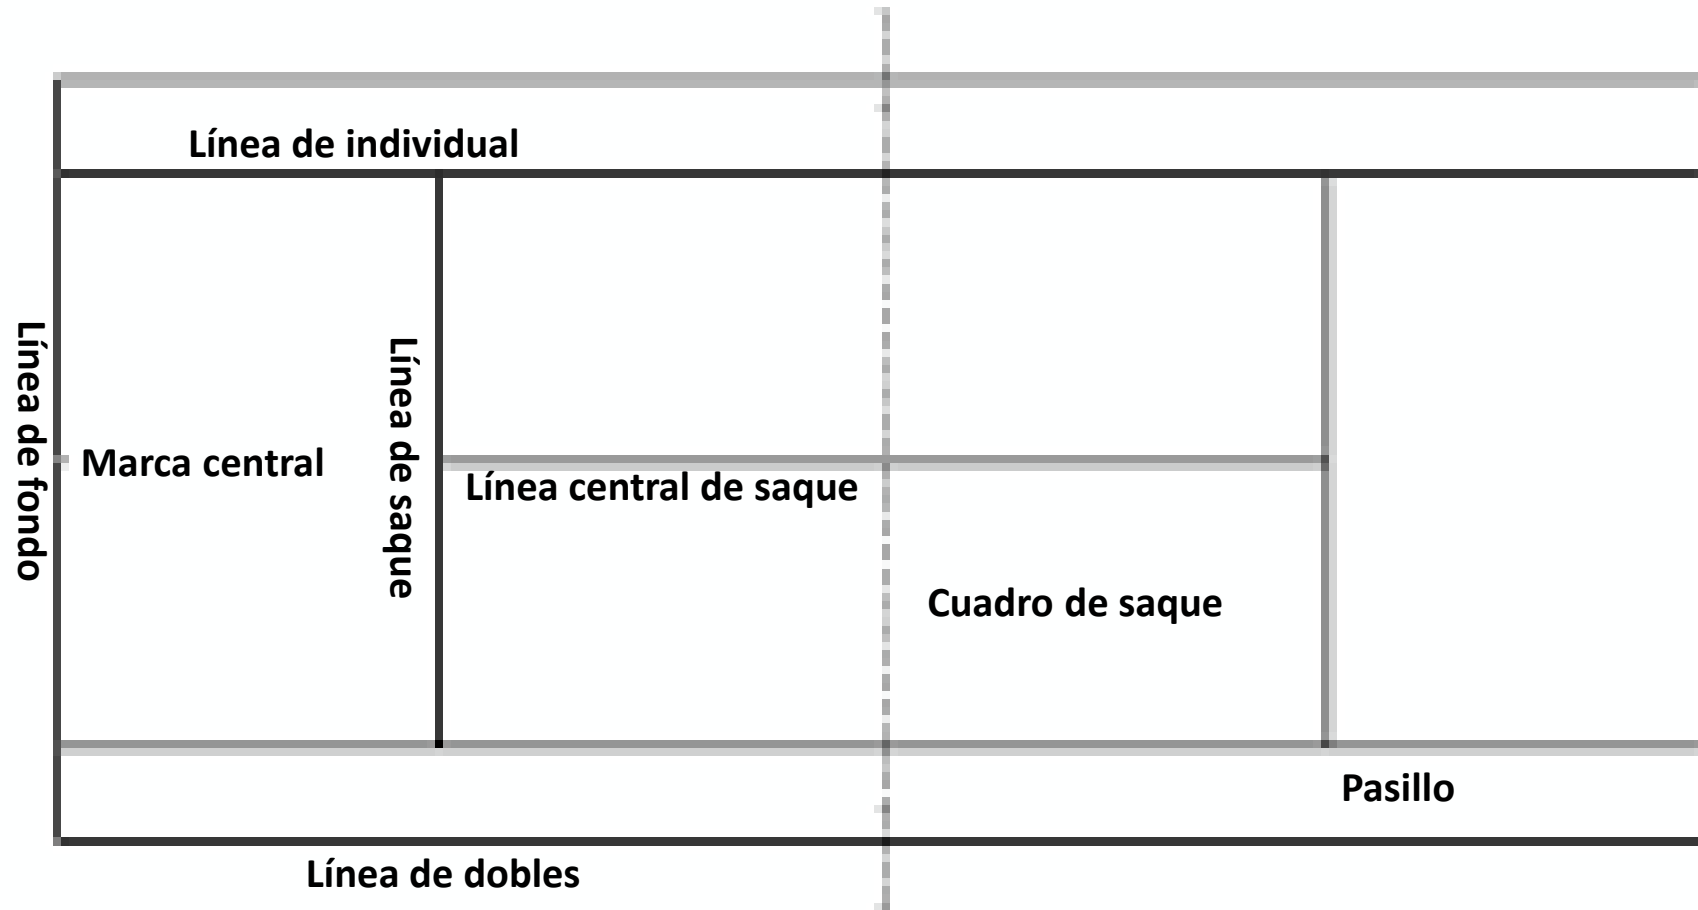 Línea de individual
Línea de fondo
Línea de saque
Marca central
Línea central de saque
Cuadro de saque
Pasillo
Línea de dobles